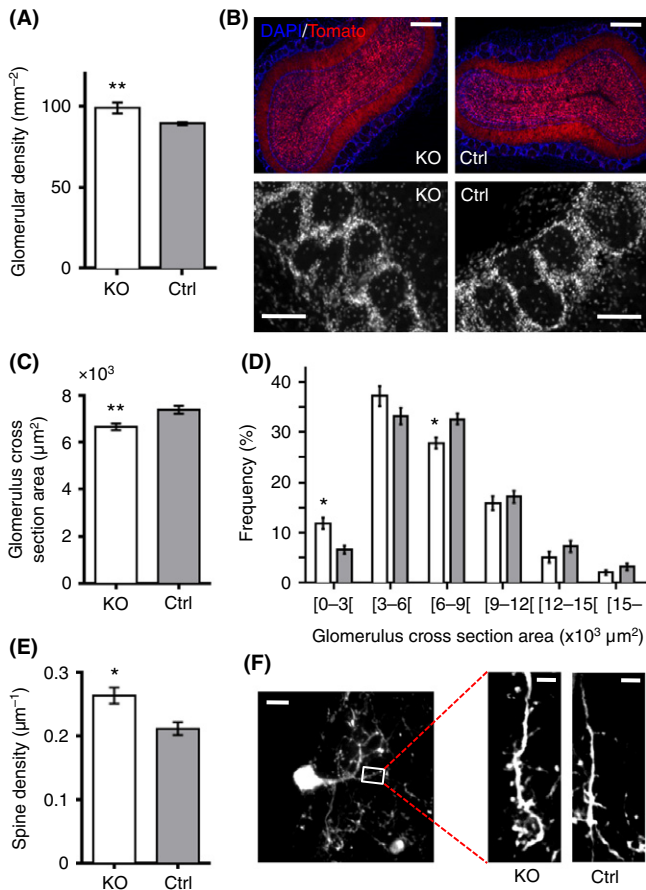 (A)
Glomerular density (mm⁻²)
100
50
0
**
KO
Ctrl
(B)
DAPI/Tomato
KO
Ctrl
KO
Ctrl
(C)
×10³
Glomerulus cross
section area (µm²)
8
6
4
2
0
**
KO
Ctrl
(D)
Frequency (%)
40
30
20
10
0
*
*
[0–3[ [3–6[ [6–9[ [9–12[ [12–15[ [15–
Glomerulus cross section area (x10³ µm²)
(E)
Spine density (µm⁻¹)
0.3
0.2
0.1
0
*
KO
Ctrl
(F)
KO
Ctrl